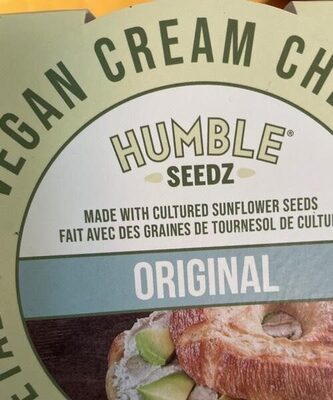 VEGAN CREAM
HUMBLE®
SEEDZ
MADE WITH CULTURED SUNFLOWER SEEDS
FAIT AVEC DES GRAINES DE TOURNESOL DE
ORIGINAL